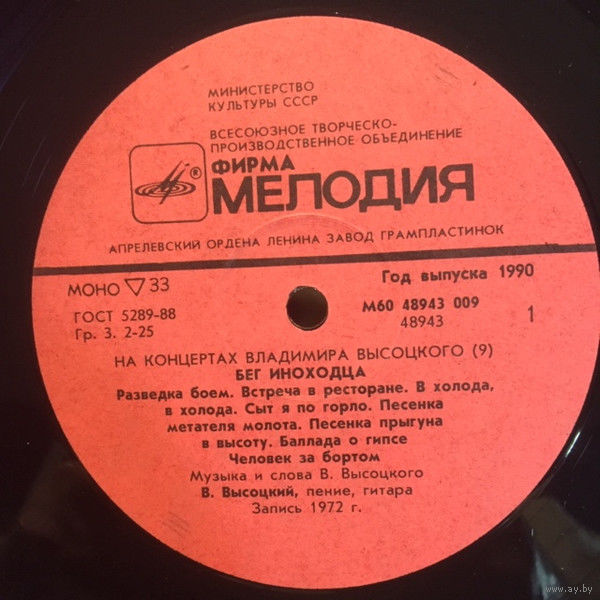 МИНИСТЕРСТВО
КУЛЬТУРЫ СССР
ВСЕСОЮЗНОЕ ТВОРЧЕСКО-
ПРОИЗВОДСТВЕННОЕ ОБЪЕДИНЕНИЕ
®
ФИРМА
МЕЛОДИЯ
АПРЕЛЕВСКИЙ ОРДЕНА ЛЕНИНА ЗАВОД ГРАМПЛАСТИНОК
МОНО ▽ 33
Год выпуска 1990
ГОСТ 5289-88
М60 48943 009
Гр. 3. 2-25
48943
1
НА КОНЦЕРТАХ ВЛАДИМИРА ВЫСОЦКОГО (9)
БЕГ ИНОХОДЦА
Разведка боем. Встреча в ресторане. В холода,
в холода. Сыт я по горло. Песенка
метателя молота. Песенка прыгуна
в высоту. Баллада о гипсе
Человек за бортом
Музыка и слова В. Высоцкого
В. Высоцкий, пение, гитара
Запись 1972 г.
www.ay.by